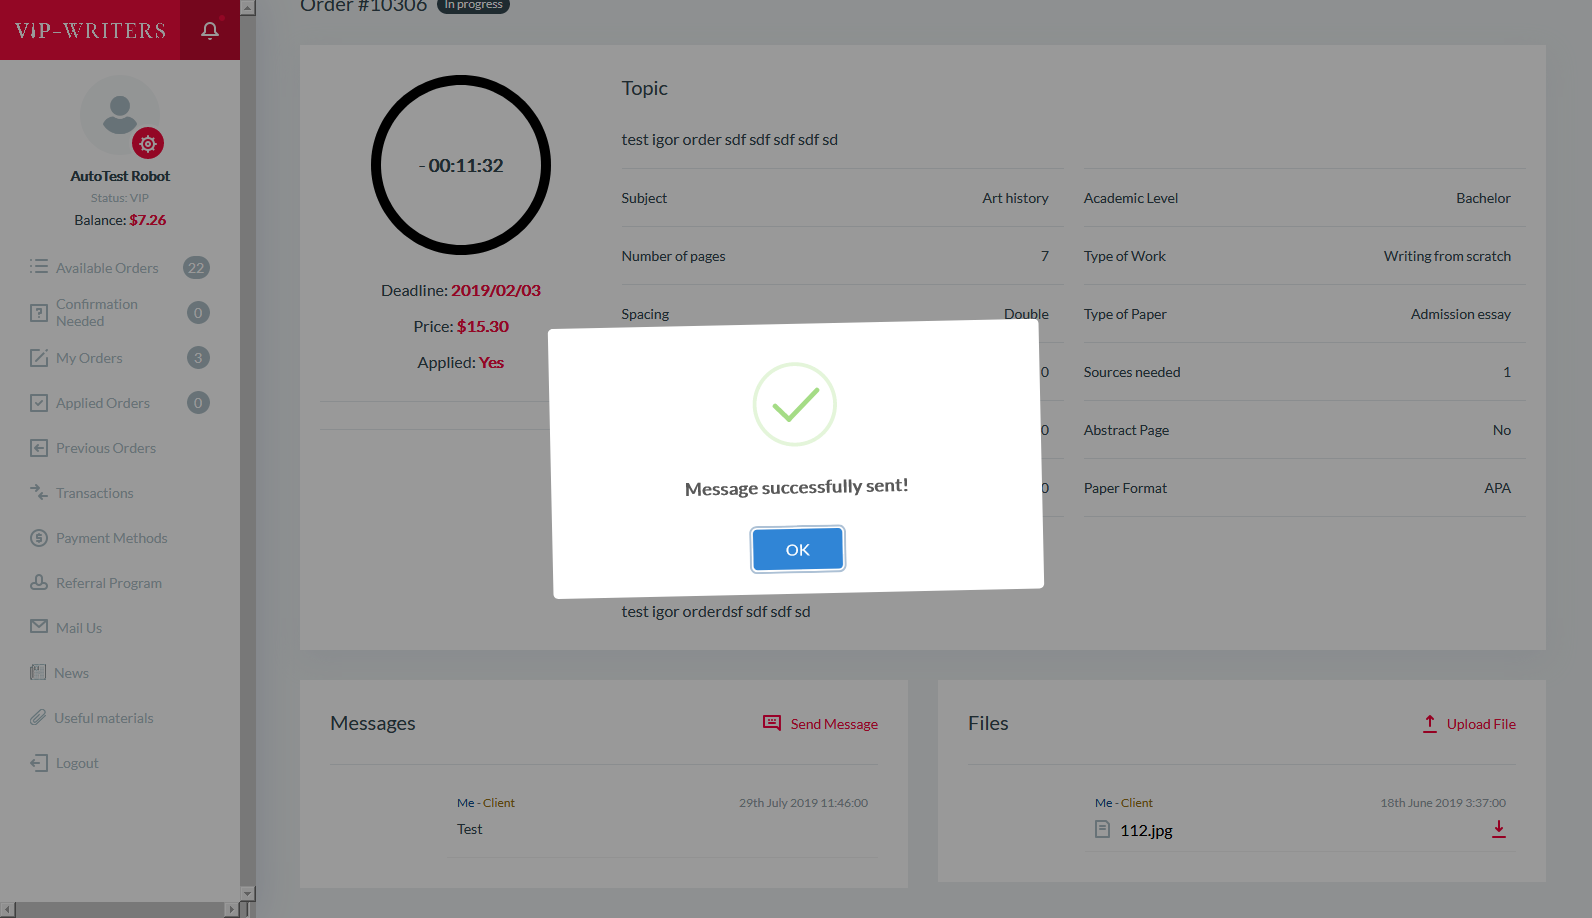 VIP-WRITERS
AutoTest Robot
Status: VIP
Balance: $7.26
Available Orders 22
Confirmation
Needed 0
My Orders 3
Applied Orders 0
Previous Orders
Transactions
Payment Methods
Referral Program
Mail Us
News
Useful materials
Logout
Order #10306 In progress
- 00:11:32
Deadline: 2019/02/03
Price: $15.30
Applied: Yes
Topic
test igor order sdf sdf sdf sdf sd
Subject Art history
Academic Level Bachelor
Number of pages 7
Type of Work Writing from scratch
Spacing Double
Type of Paper Admission essay
0
Sources needed 1
0
Abstract Page No
0
Paper Format APA
Message successfully sent!
OK
test igor orderdsf sdf sdf sd
Messages Send Message
Me - Client 29th July 2019 11:46:00
Test
Files Upload File
Me - Client 18th June 2019 3:37:00
112.jpg